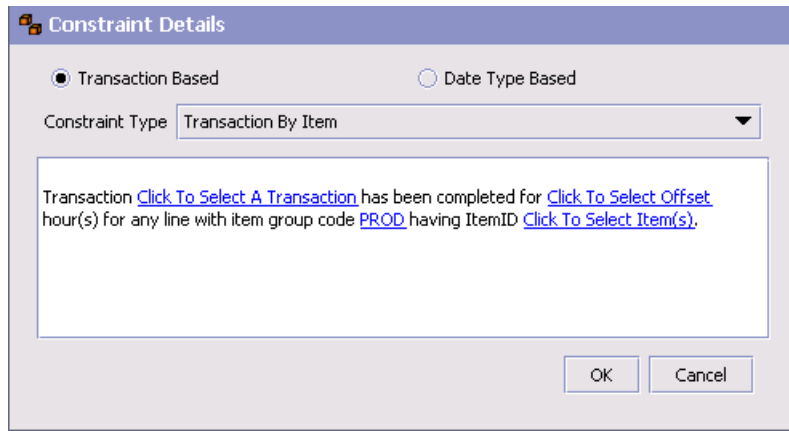 Constraint Details
Transaction Based
Date Type Based
Constraint Type Transaction By Item
Transaction Click To Select A Transaction has been completed for Click To Select Offset
hour(s) for any line with item group code PROD having ItemID Click To Select Item(s).
OK Cancel